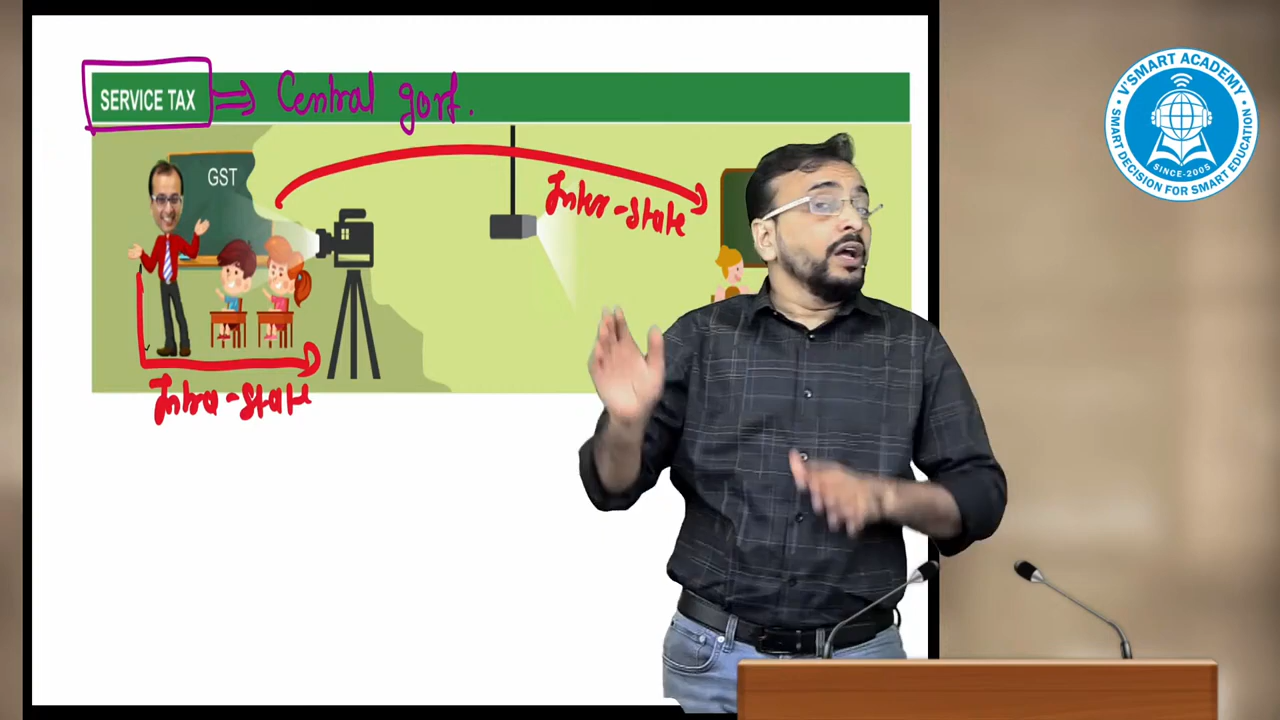 SERVICE TAX ⇒ Central govt.
GST
Inter-State
Intra-State
V'SMART ACADEMY
SINCE-2005
SMART DECISION FOR SMART EDUCATION